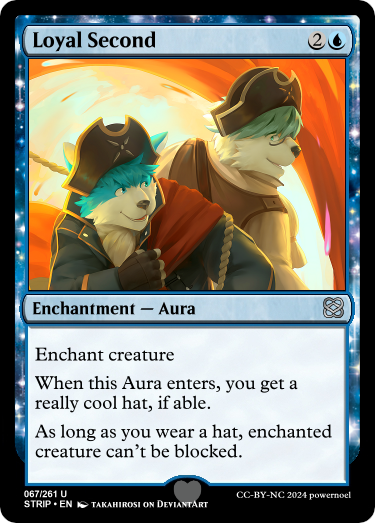 Loyal Second 2
Enchantment — Aura
Enchant creature
When this Aura enters, you get a
really cool hat, if able.
As long as you wear a hat, enchanted
creature can't be blocked.
067/261 U
STRIP • EN TAKAHIROSI ON DEVIANTART
CC-BY-NC 2024 powernoel